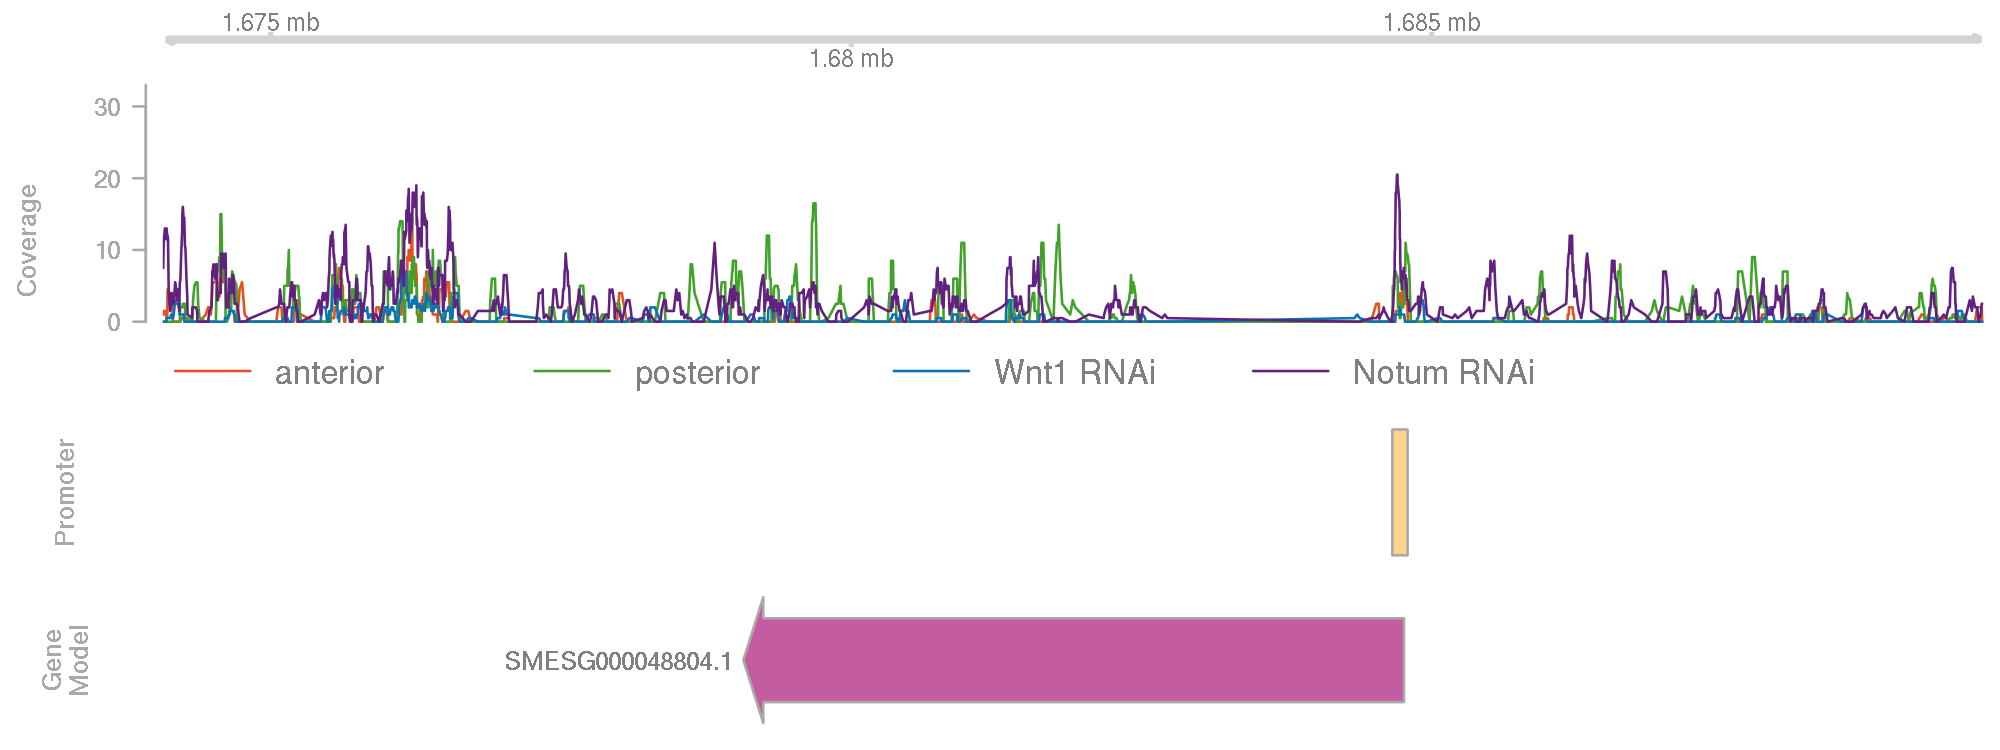 1.675 mb
1.685 mb
1.68 mb
30
20
10
0
Coverage
anterior
posterior
Wnt1 RNAi
Notum RNAi
Promoter
Gene
Model
SMESG000048804.1